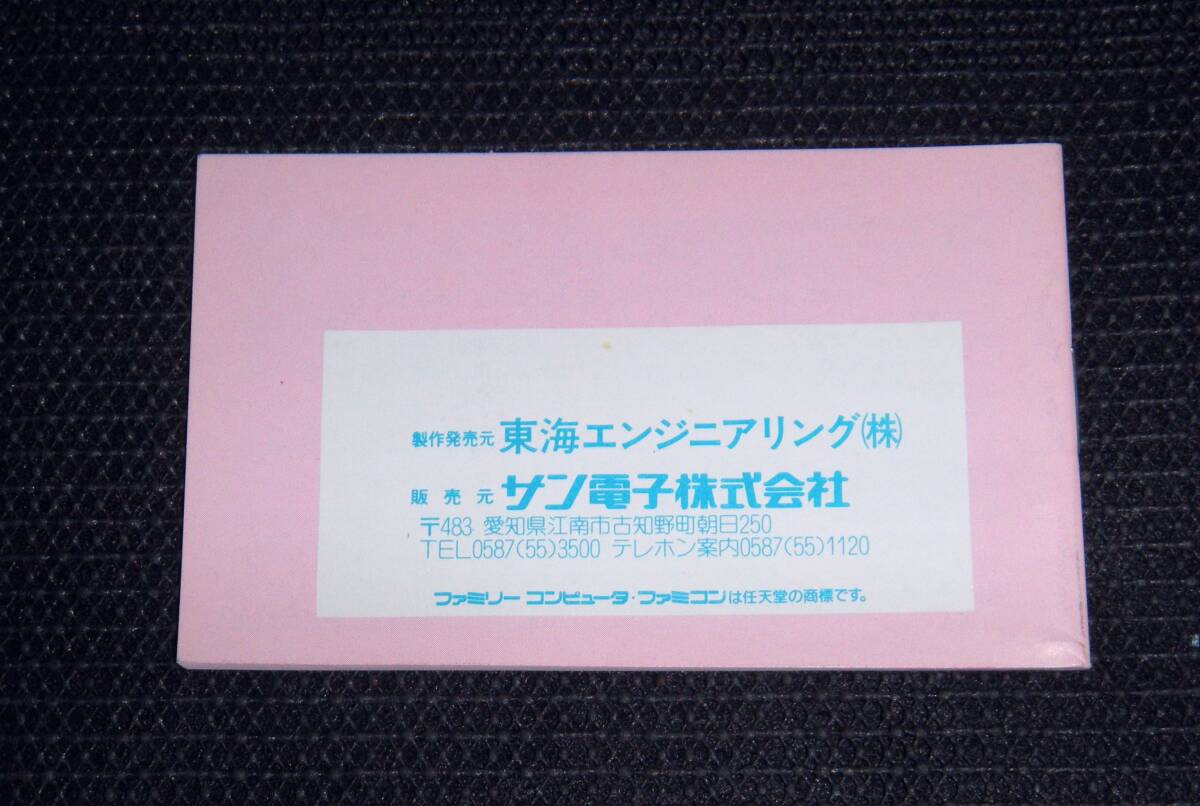 製作発売元 東海エンジニアリング(株)
販売元 サン電子株式会社
〒483 愛知県江南市古知野町朝日250
TEL0587(55)3500 テレホン案内0587(55)1120
ファミリーコンピュータ・ファミコンは任天堂の商標です。